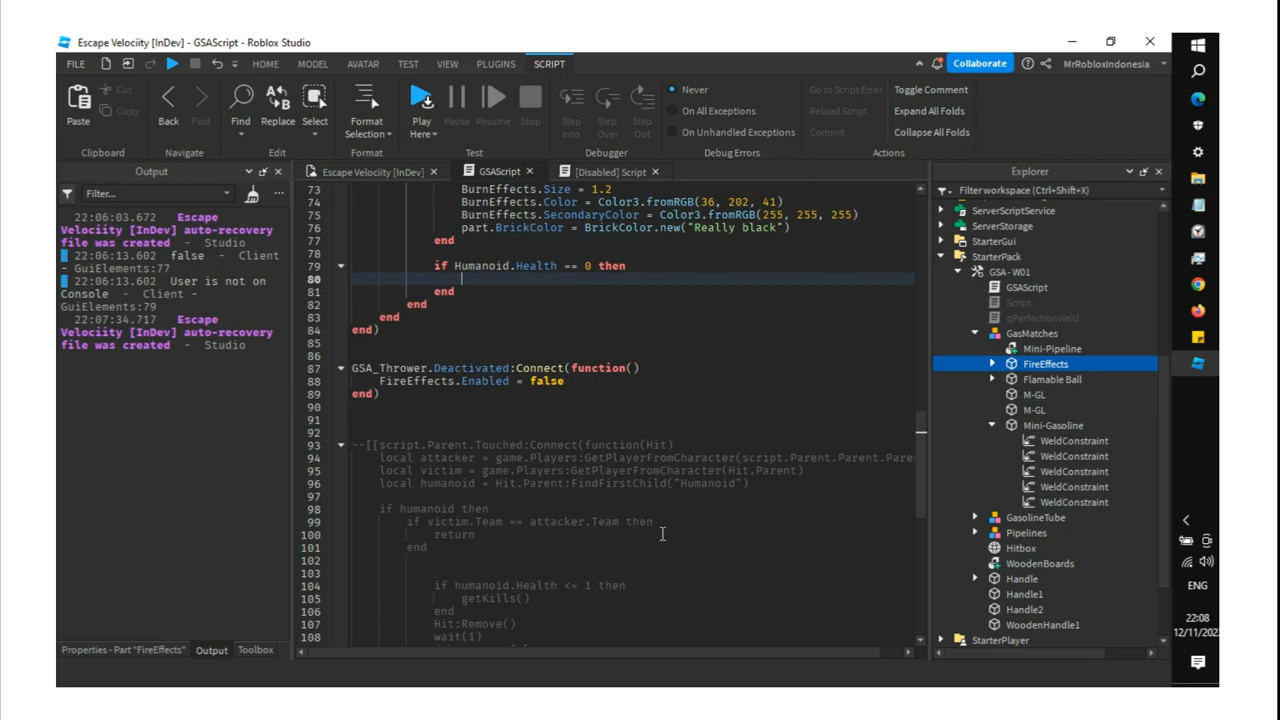 Escape Velociity [InDev] - GSAScript - Roblox Studio
FILE HOME MODEL AVATAR TEST VIEW PLUGINS SCRIPT Collaborate MrRobloxIndonesia
Paste Cut Copy Back Fwd Find Replace Select Format Selection Play Here Pause Resume Stop Step Into Step Over Step Out Never On All Exceptions On Unhandled Exceptions Go to Script Error Reload Script Commit Toggle Comment Expand All Folds Collapse All Folds
Clipboard Navigate Edit Format Test Debugger Debug Errors Actions
Output
Filter...
22:06:03.672 Escape
Velociity [InDev] auto-recovery
file was created - Studio
22:06:13.602 false - Client
- GuiElements:77
22:06:13.602 User is not on
Console - Client -
GuiElements:79
22:07:34.717 Escape
Velociity [InDev] auto-recovery
file was created - Studio
Properties - Part "FireEffects" Output Toolbox
Escape Velociity [InDev] GSAScript [Disabled] Script
73 BurnEffects.Size = 1.2
74 BurnEffects.Color = Color3.fromRGB(36, 202, 41)
75 BurnEffects.SecondaryColor = Color3.fromRGB(255, 255, 255)
76 part.BrickColor = BrickColor.new("Really black")
77 end
78
79 if Humanoid.Health == 0 then
80
81 end
82 end
83 end
84 end)
85
86
87 GSA_Thrower.Deactivated:Connect(function()
88 FireEffects.Enabled = false
89 end)
90
91
92
93 --[[script.Parent.Touched:Connect(function(Hit)
94 local attacker = game.Players:GetPlayerFromCharacter(script.Parent.Parent.Pare
95 local victim = game.Players:GetPlayerFromCharacter(Hit.Parent)
96 local humanoid = Hit.Parent:FindFirstChild("Humanoid")
97
98 if humanoid then
99 if victim.Team == attacker.Team then
100 return
101 end
102
103
104 if humanoid.Health <= 1 then
105 getKills()
106 end
107 Hit:Remove()
108 wait(1)
Explorer
Filter workspace (Ctrl+Shift+X)
ServerScriptService
ServerStorage
StarterGui
StarterPack
GSA - W01
GSAScript
Script
qPerfectionWeld
GasMatches
Mini-Pipeline
FireEffects
Flamable Ball
M-GL
M-GL
Mini-Gasoline
WeldConstraint
WeldConstraint
WeldConstraint
WeldConstraint
WeldConstraint
GasolineTube
Pipelines
Hitbox
WoodenBoards
Handle
Handle1
Handle2
WoodenHandle1
StarterPlayer
ENG
22:08